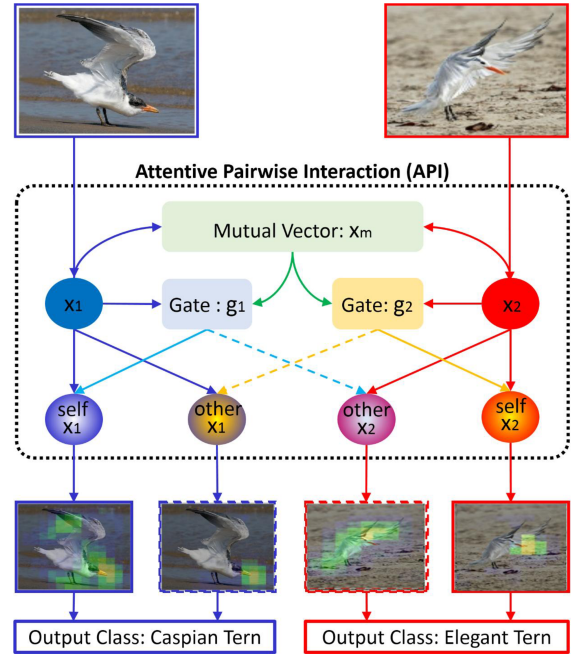 Attentive Pairwise Interaction (API)
Mutual Vector: xm
x1
Gate : g1
Gate: g2
x2
self
x1
other
x1
other
x2
self
x2
Output Class: Caspian Tern
Output Class: Elegant Tern